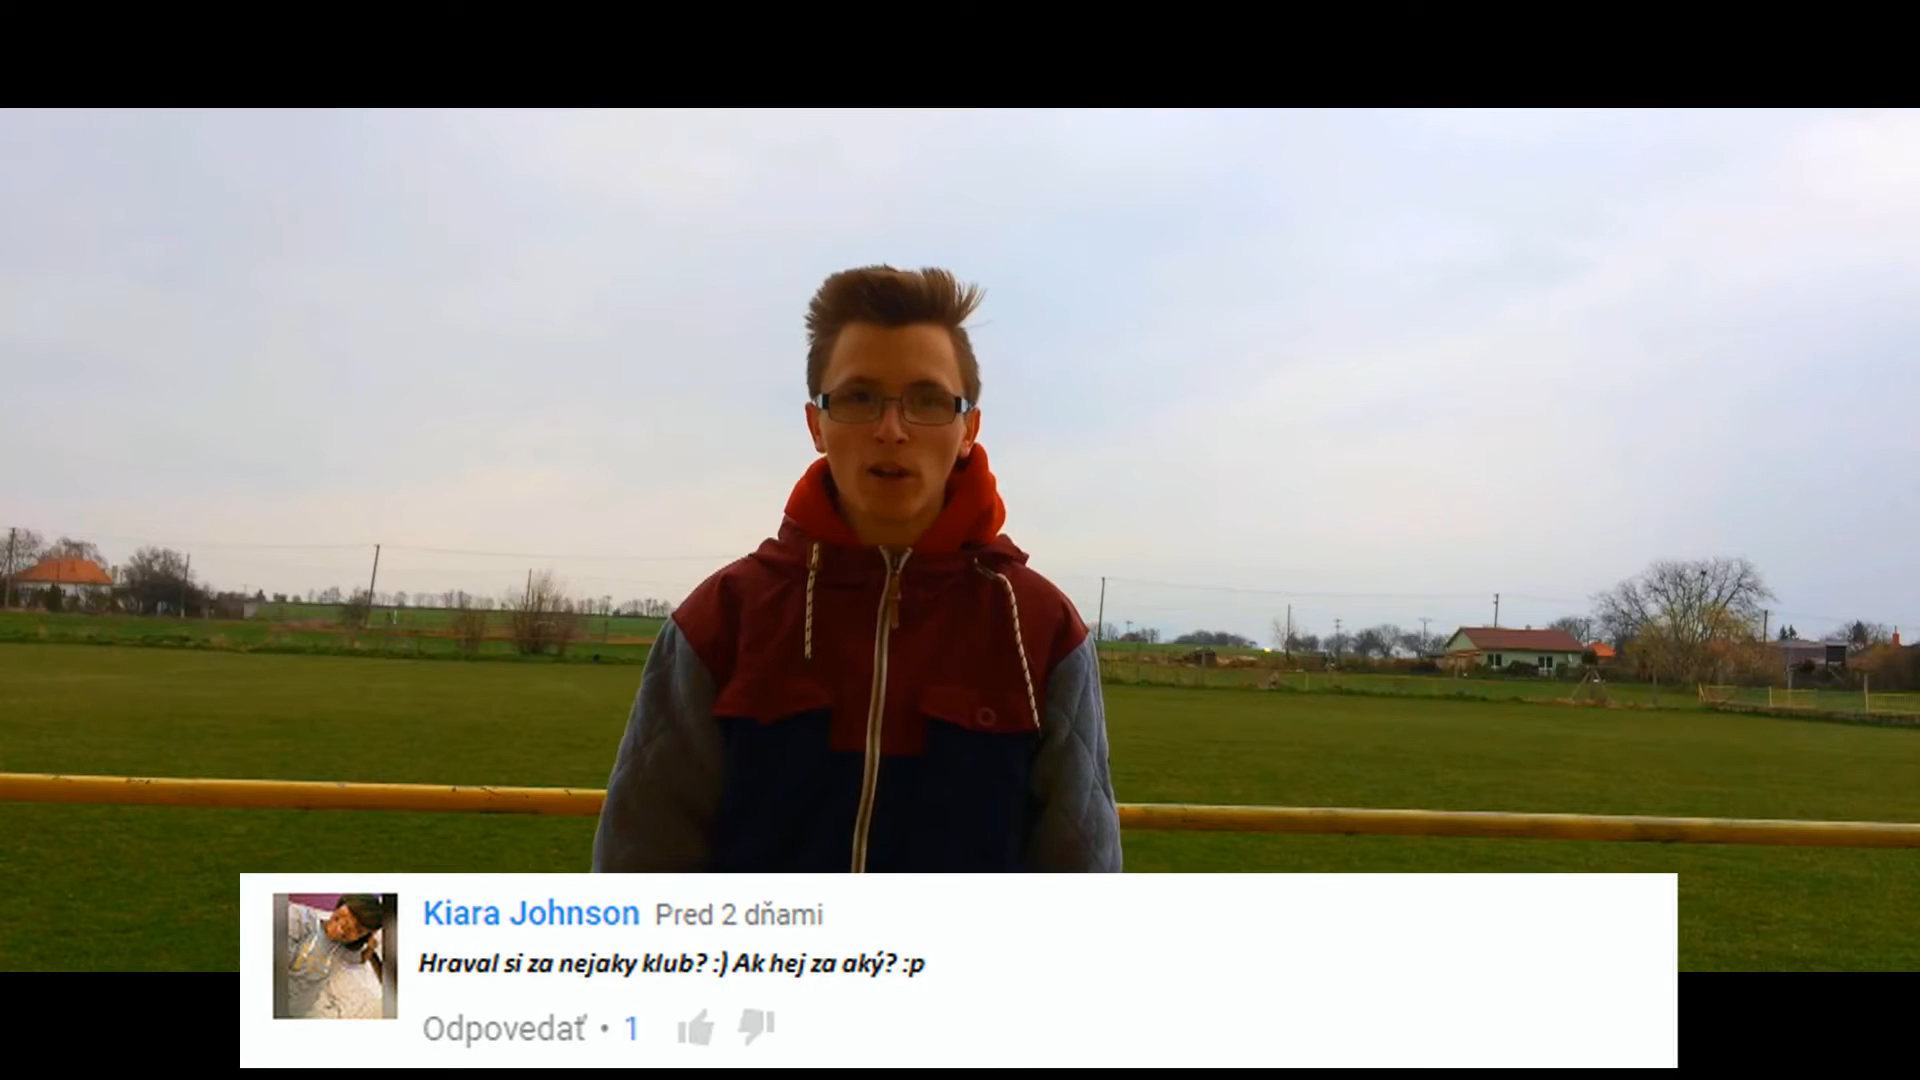 Kiara Johnson Pred 2 dňami
Hraval si za nejaky klub? :) Ak hej za aký? :p
Odpovedať • 1